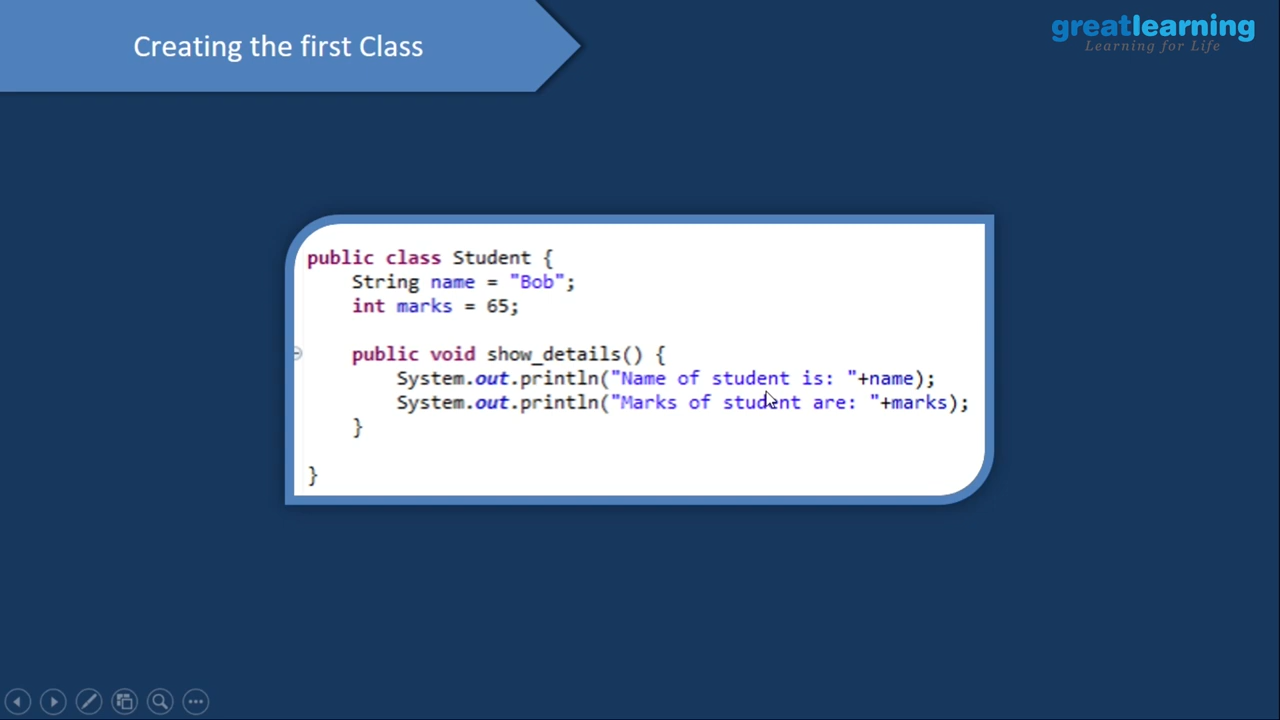 Creating the first Class
greatlearning
Learning for Life
public class Student {
    String name = "Bob";
    int marks = 65;
    public void show_details() {
        System.out.println("Name of student is: "+name);
        System.out.println("Marks of student are: "+marks);
    }
}